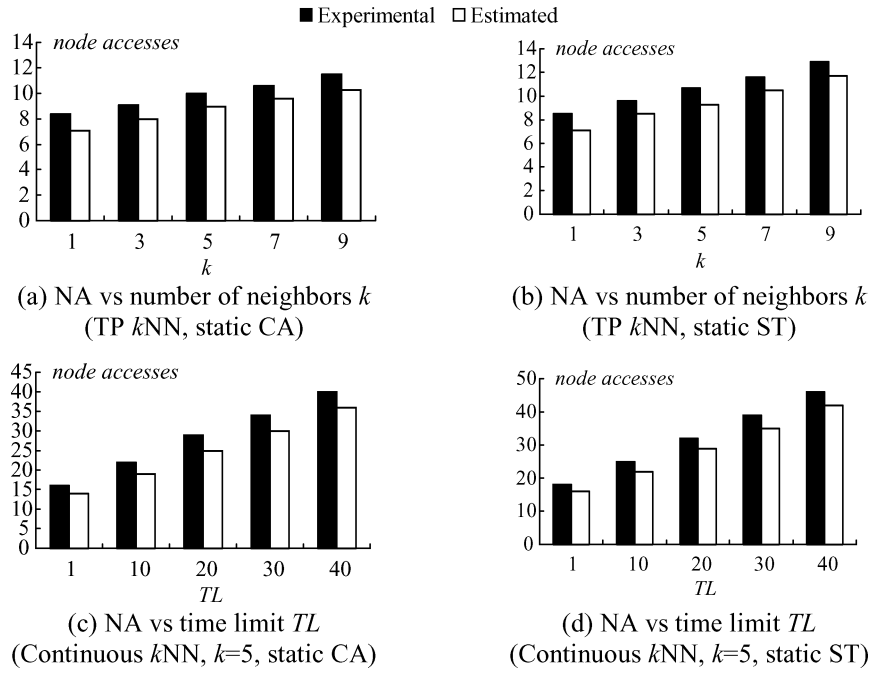 Experimental Estimated
node accesses
14
12
10
8
6
4
2
0
1 3 5 7 9
k
(a) NA vs number of neighbors k
(TP kNN, static CA)
node accesses
14
12
10
8
6
4
2
0
1 3 5 7 9
k
(b) NA vs number of neighbors k
(TP kNN, static ST)
node accesses
45
40
35
30
25
20
15
10
5
0
1 10 20 30 40
TL
(c) NA vs time limit TL
(Continuous kNN, k=5, static CA)
node accesses
50
40
30
20
10
0
1 10 20 30 40
TL
(d) NA vs time limit TL
(Continuous kNN, k=5, static ST)